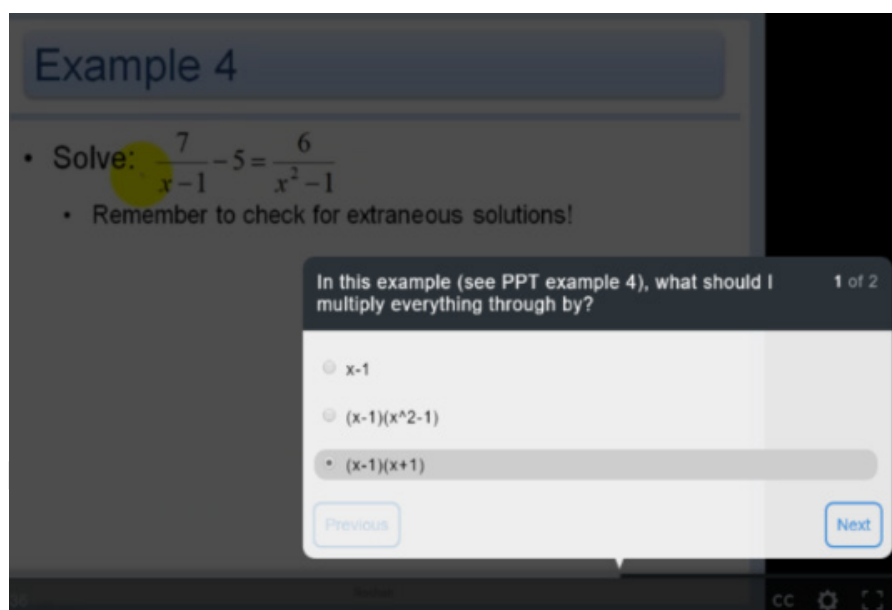 Example 4
• Solve: 7/(x-1) - 5 = 6/(x²-1)
• Remember to check for extraneous solutions!
In this example (see PPT example 4), what should I
multiply everything through by?
1 of 2
x-1
(x-1)(x^2-1)
(x-1)(x+1)
Previous
Next
CC